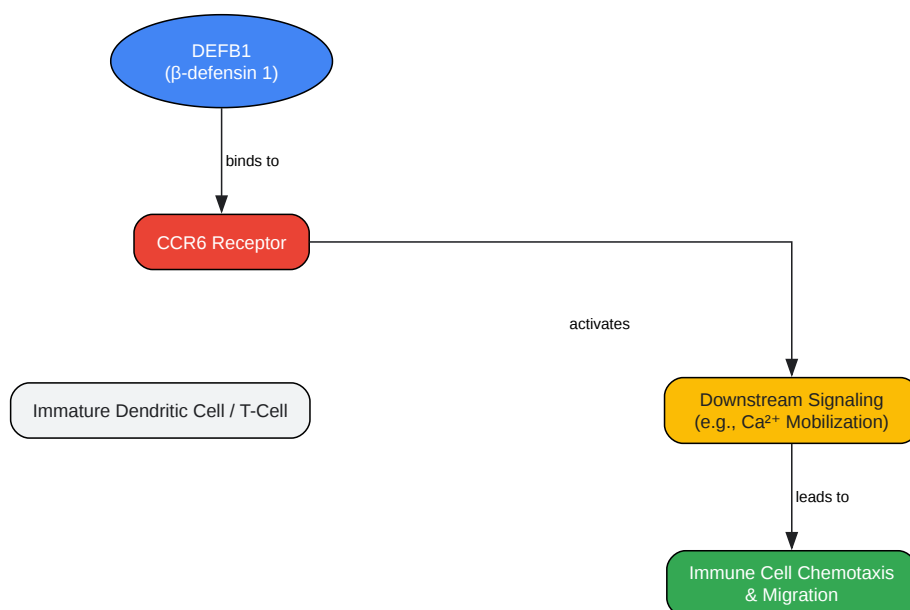 DEFB1
(β-defensin 1)
binds to
CCR6 Receptor
activates
Immature Dendritic Cell / T-Cell
Downstream Signaling
(e.g., Ca²⁺ Mobilization)
leads to
Immune Cell Chemotaxis
& Migration